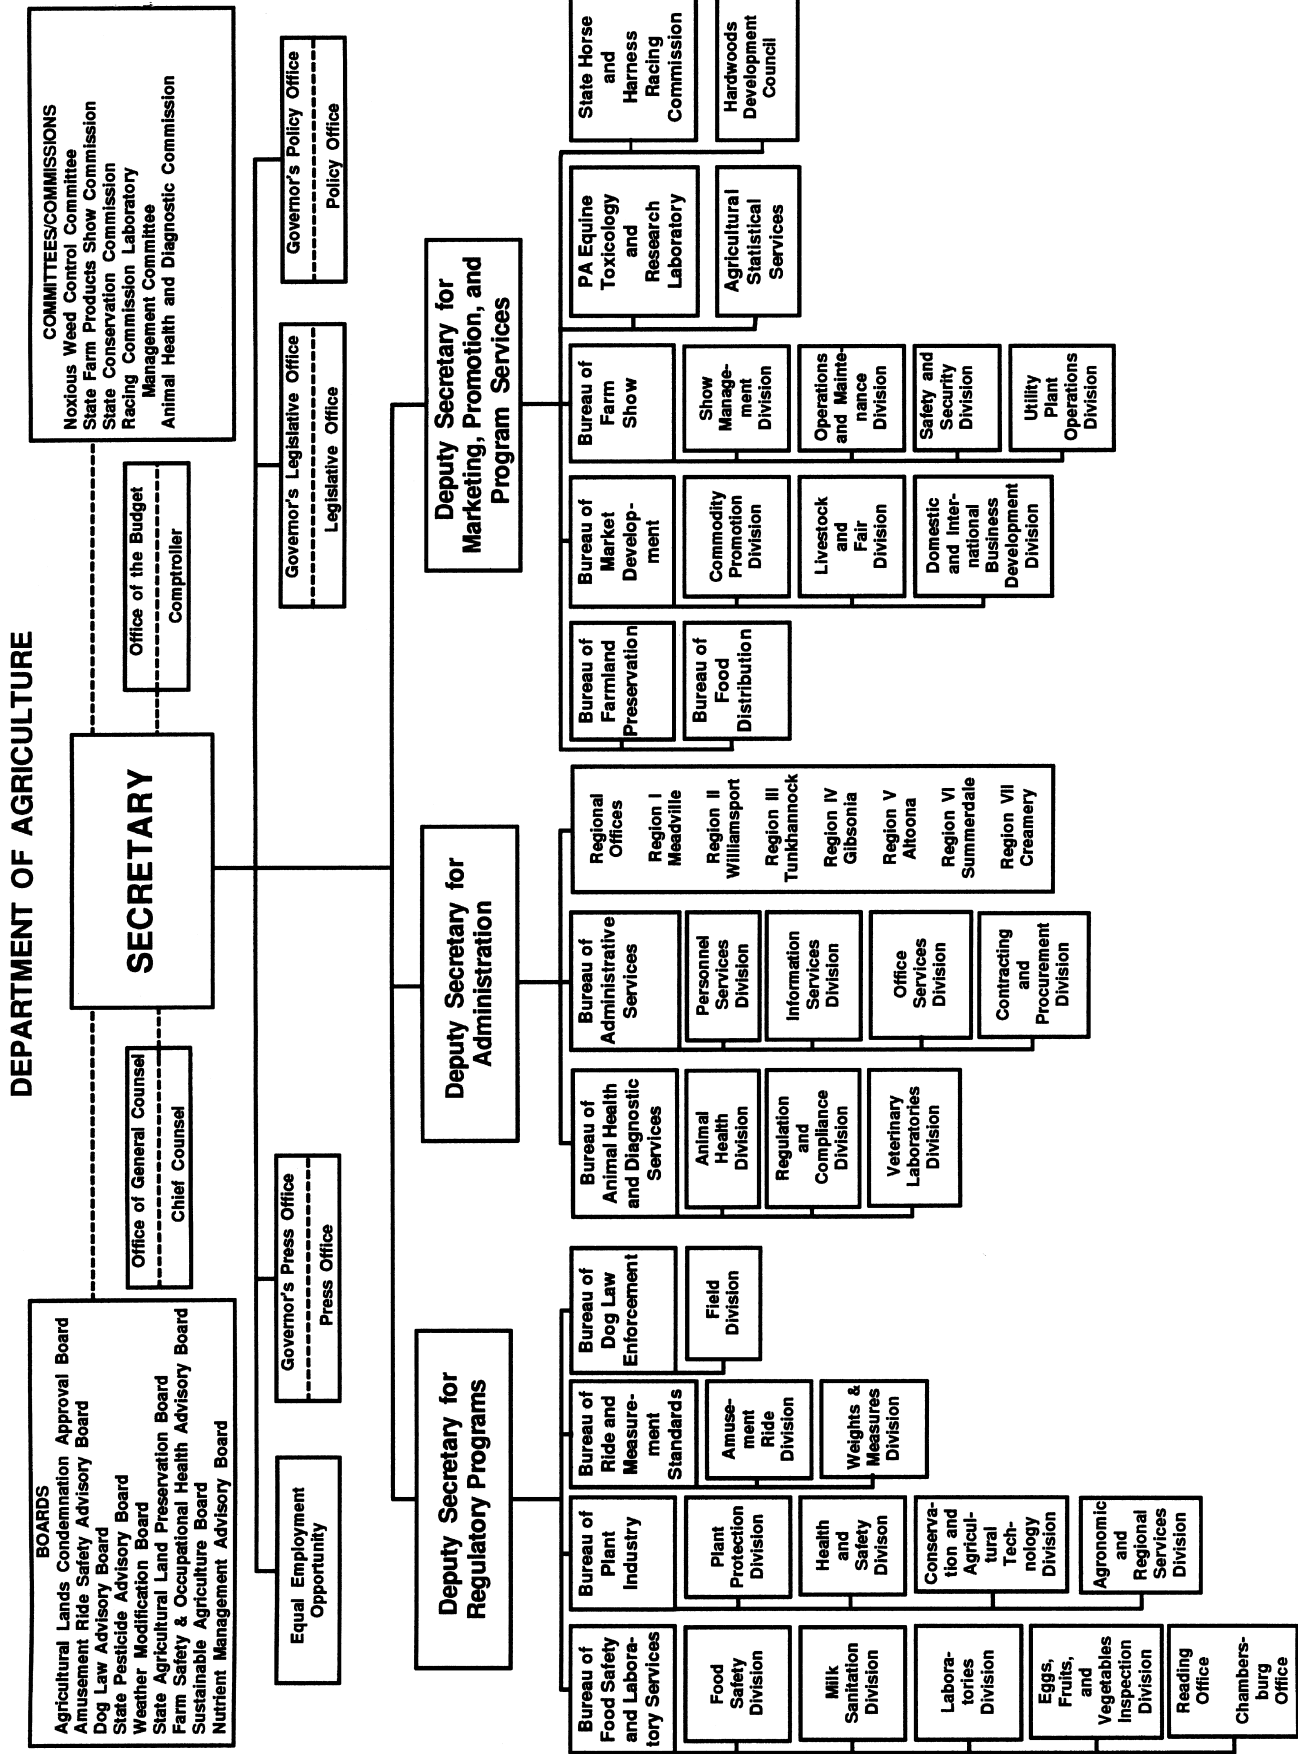 DEPARTMENT OF AGRICULTURE
BOARDS
Agricultural Lands Condemnation Approval Board
Amusement Ride Safety Advisory Board
Dog Law Advisory Board
State Pesticide Advisory Board
Weather Modification Board
State Agricultural Land Preservation Board
Farm Safety & Occupational Health Advisory Board
Sustainable Agriculture Board
Nutrient Management Advisory Board
Office of General Counsel
Chief Counsel
SECRETARY
Office of the Budget
Comptroller
COMMITTEES/COMMISSIONS
Noxious Weed Control Committee
State Farm Products Show Commission
State Conservation Commission
Racing Commission Laboratory
Management Committee
Animal Health and Diagnostic Commission
Equal Employment
Opportunity
Governor's Press Office
Press Office
Governor's Legislative Office
Legislative Office
Governor's Policy Office
Policy Office
Deputy Secretary for
Regulatory Programs
Deputy Secretary for
Administration
Deputy Secretary for
Marketing, Promotion, and
Program Services
Bureau of
Food Safety
and Labora-
tory Services
Food
Safety
Division
Milk
Sanitation
Division
Labora-
tories
Division
Eggs,
Fruits,
and
Vegetables
Inspection
Division
Reading
Office
Chambers-
burg
Office
Bureau of
Plant
Industry
Plant
Protection
Division
Health
and
Safety
Divison
Conserva-
tion and
Agricul-
tural
Tech-
nology
Division
Agronomic
and
Regional
Services
Division
Bureau of
Ride and
Measure-
ment
Standards
Amuse-
ment
Ride
Division
Weights &
Measures
Division
Bureau of
Dog Law
Enforcement
Field
Division
Bureau of
Animal Health
and Diagnostic
Services
Animal
Health
Division
Regulation
and
Compliance
Division
Veterinary
Laboratories
Division
Bureau of
Administrative
Services
Personnel
Services
Division
Information
Services
Division
Office
Services
Division
Contracting
and
Procurement
Division
Regional
Offices
Region I
Meadville
Region II
Williamsport
Region III
Tunkhannock
Region IV
Gibsonia
Region V
Altoona
Region VI
Summerdale
Region VII
Creamery
Bureau of
Farmland
Preservation
Bureau of
Food
Distribution
Bureau of
Market
Develop-
ment
Commodity
Promotion
Division
Livestock
and
Fair
Division
Domestic
and Inter-
national
Business
Development
Division
Bureau of
Farm
Show
Show
Manage-
ment
Division
Operations
and Mainte-
nance
Division
Safety and
Security
Division
Utility
Plant
Operations
Division
PA Equine
Toxicology
and
Research
Laboratory
Agricultural
Statistical
Services
State Horse
and
Harness
Racing
Commission
Hardwoods
Development
Council